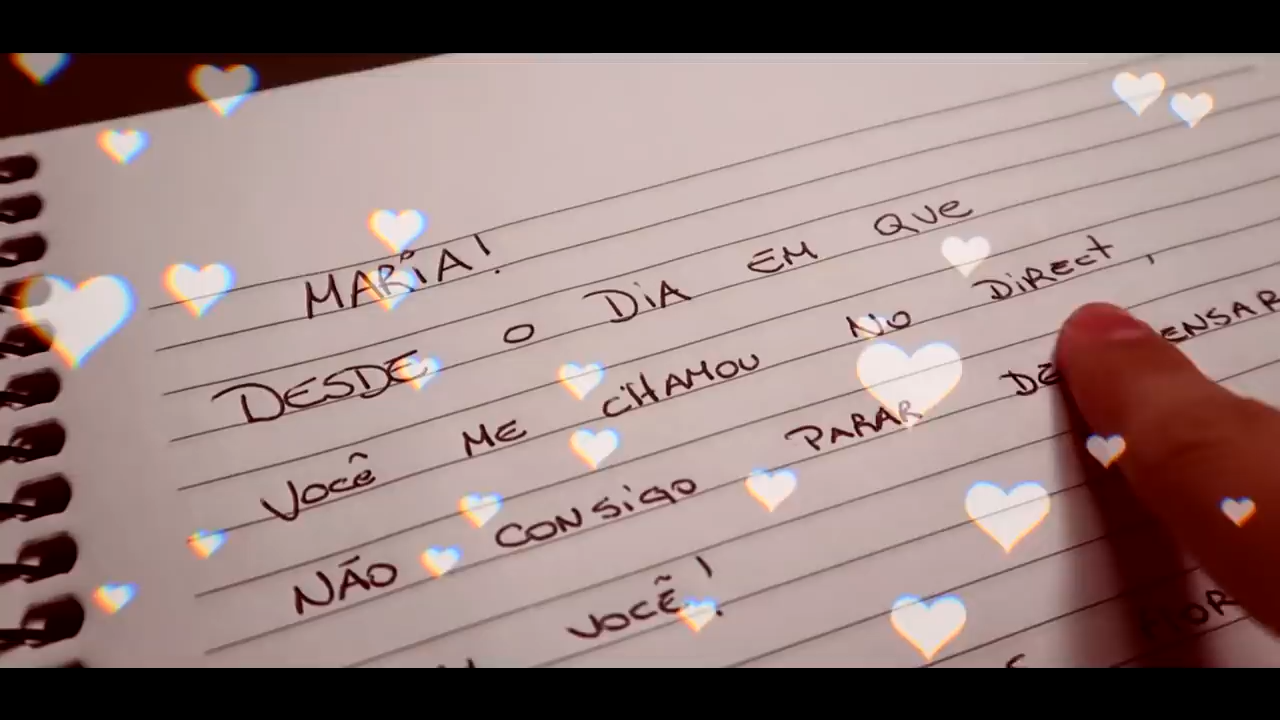 MARIA!
DESDE O DIA EM QUE
VOCÊ ME CHAMOU NO DIRECT,
NÃO CONSIGO PARAR DE PENSAR
VOCÊ!